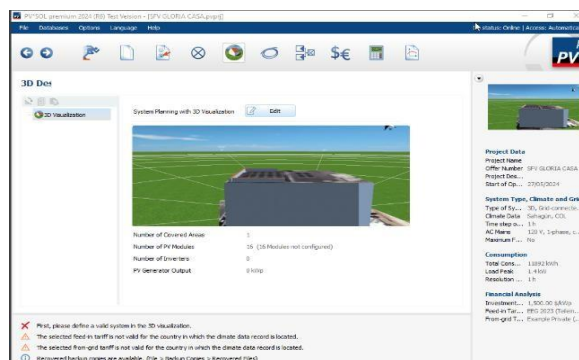 PV*SOL premium 2024 (R8) Test Version - [SFV GLORIA CASA.pvprj]
File Databases Options Language Help
status: Online | Access: Automatica
$€
PV
3D Des
3D Visualization
System Planning with 3D Visualization
Edit
Number of Covered Areas 1
Number of PV Modules 16 (16 Modules not configured)
Number of Inverters 0
PV Generator Output 0 kWp
Project Data
Project Name
Offer Number SFV GLORIA CASA
Project Des...
Start of Op... 27/05/2024
System Type, Climate and Gri
Type of Sy... 3D, Grid-connecte...
Climate Data Sahagún, COL
Time step o... 1 h
AC Mains 120 V, 1-phase, c...
Maximum F... No
Consumption
Total Cons... 11892 kWh
Load Peak 1.4 kW
Resolution ... 1 h
Financial Analysis
Investment... 1,500.00 $/kWp
Feed-in Tar... EEG 2023 (Teilein...
From-grid T... Example Private (...
First, please define a valid system in the 3D visualization.
The selected feed-in tariff is not valid for the country in which the climate data record is located.
The selected from-grid tariff is not valid for the country in which the climate data record is located.
Recovered backup copies are available. (File > Backup Copies > Recovered Files)